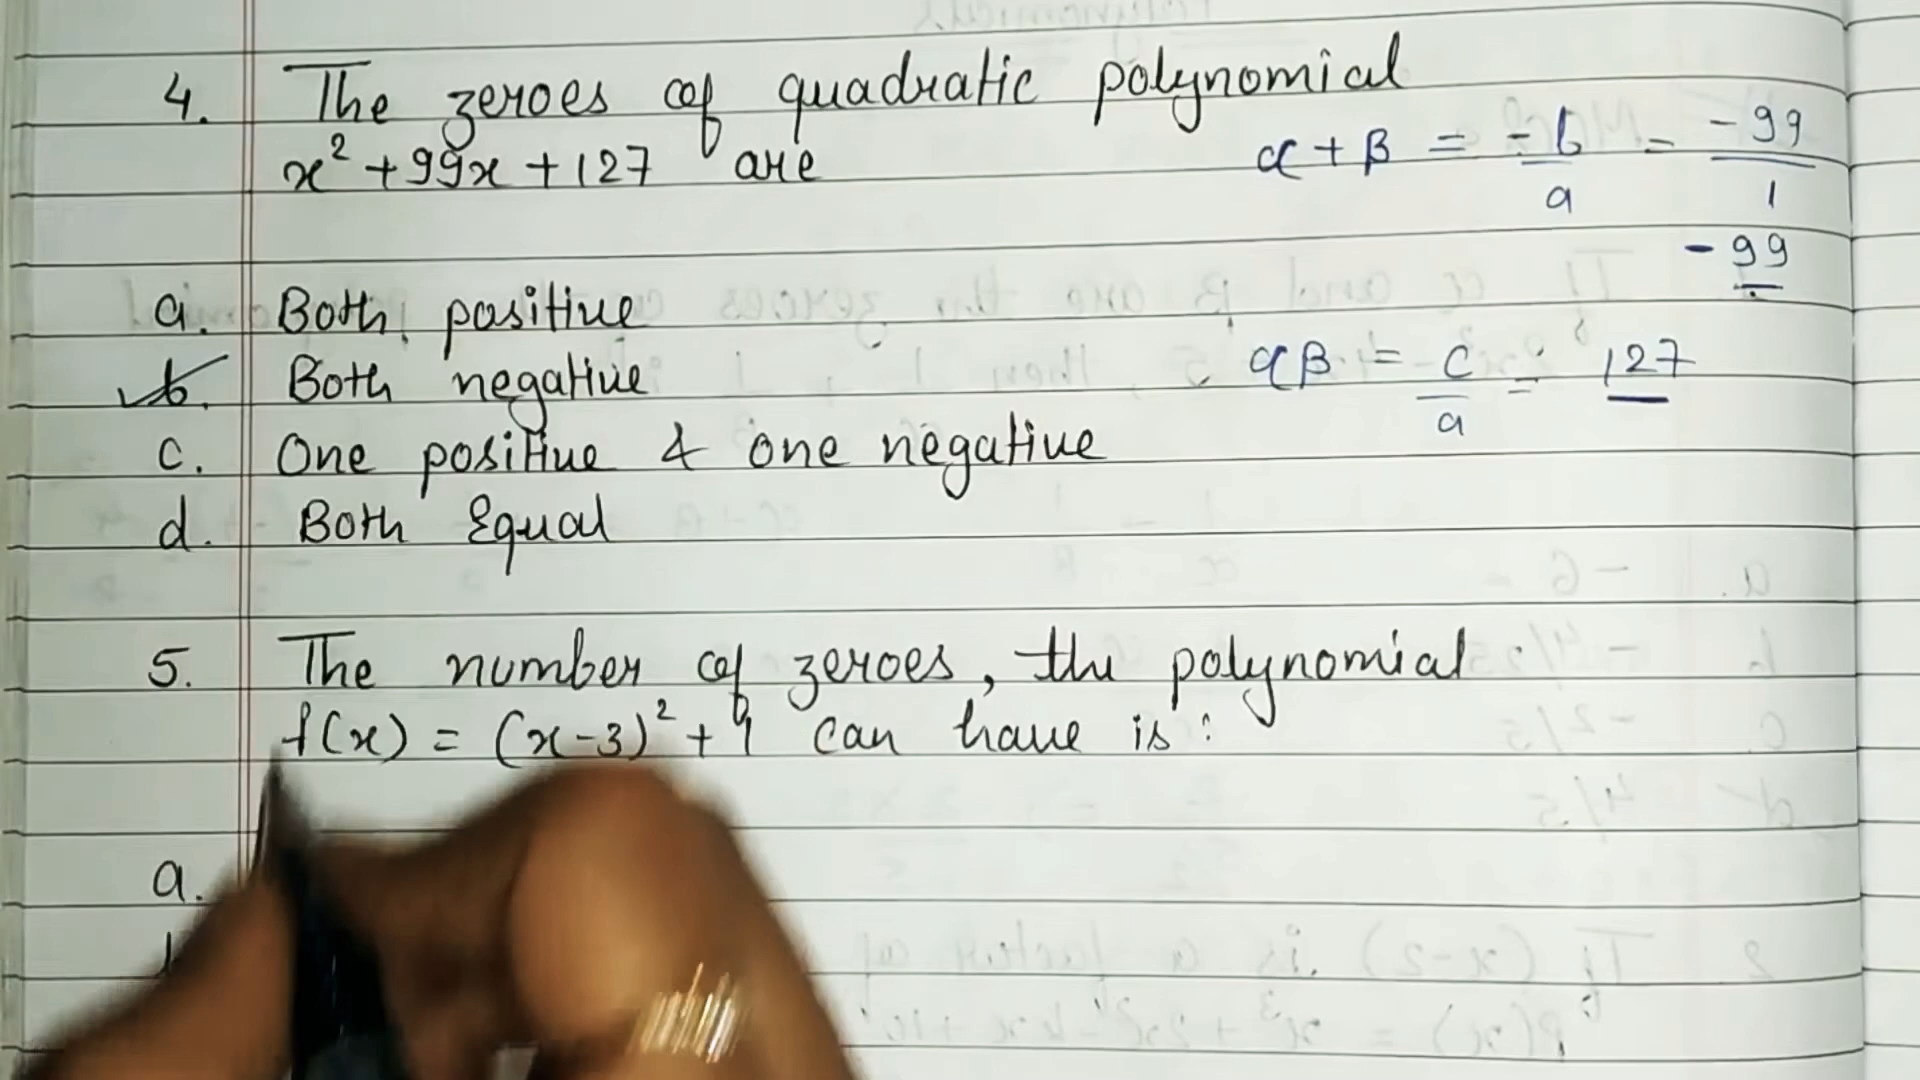 4. The zeroes of quadratic polynomial
x² + 99x + 127 are
α + β = -b/a = -99/1
-99
a. Both positive
b. Both negative
αβ = c/a = 127
c. One positive & one negative
d. Both Equal
5. The number of zeroes, the polynomial
f(x) = (x-3)² + 1 can have is :
a.